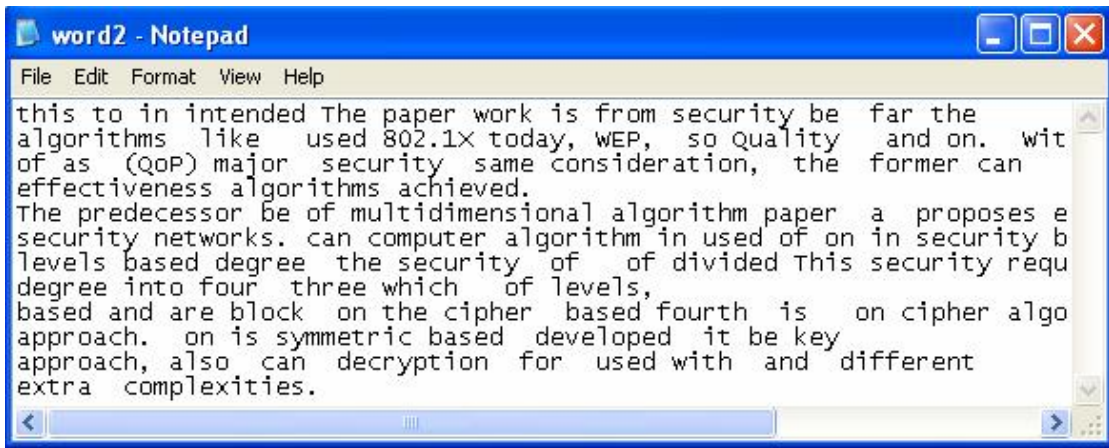 word2 - Notepad
File Edit Format View Help
this to in intended The paper work is from security be far the
algorithms like used 802.1X today, WEP, so Quality and on. wit
of as (QoP) major security same consideration, the former can
effectiveness algorithms achieved.
The predecessor be of multidimensional algorithm paper a proposes e
security networks. can computer algorithm in used of on in security b
levels based degree the security of of divided This security requ
degree into four three which of levels,
based and are block on the cipher based fourth is on cipher algo
approach. on is symmetric based developed it be key
approach, also can decryption for used with and different
extra complexities.